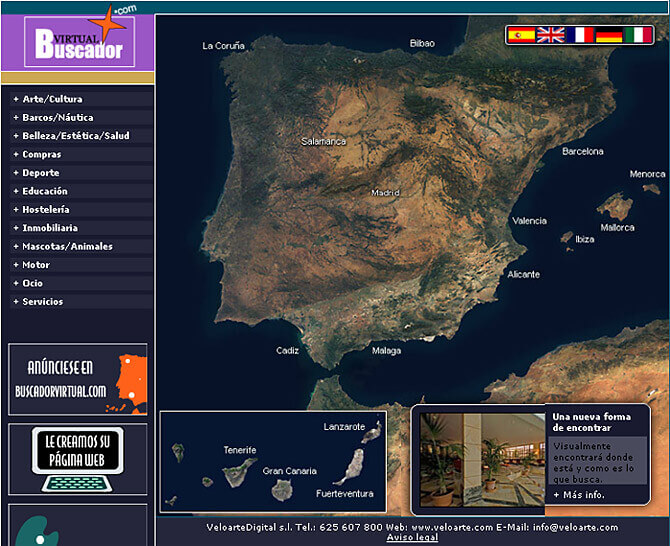 .com
VIRTUAL
Buscador
+ Arte/Cultura
+ Barcos/Náutica
+ Belleza/Estética/Salud
+ Compras
+ Deporte
+ Educación
+ Hostelería
+ Inmobiliaria
+ Mascotas/Animales
+ Motor
+ Ocio
+ Servicios
ANÚNCIESE EN
BUSCADORVIRTUAL.COM
LE CREAMOS SU
PÁGINA WEB
La Coruña
Bilbao
Salamanca
Barcelona
Madrid
Menorca
Valencia
Mallorca
Ibiza
Alicante
Cadiz
Malaga
Lanzarote
Tenerife
Gran Canaria
Fuerteventura
Una nueva forma
de encontrar
Visualmente
encontrará donde
está y como es lo
que busca.
+ Más info.
VeloarteDigital s.l. Tel.: 625 607 800 Web: www.veloarte.com E-Mail: info@veloarte.com
Aviso legal